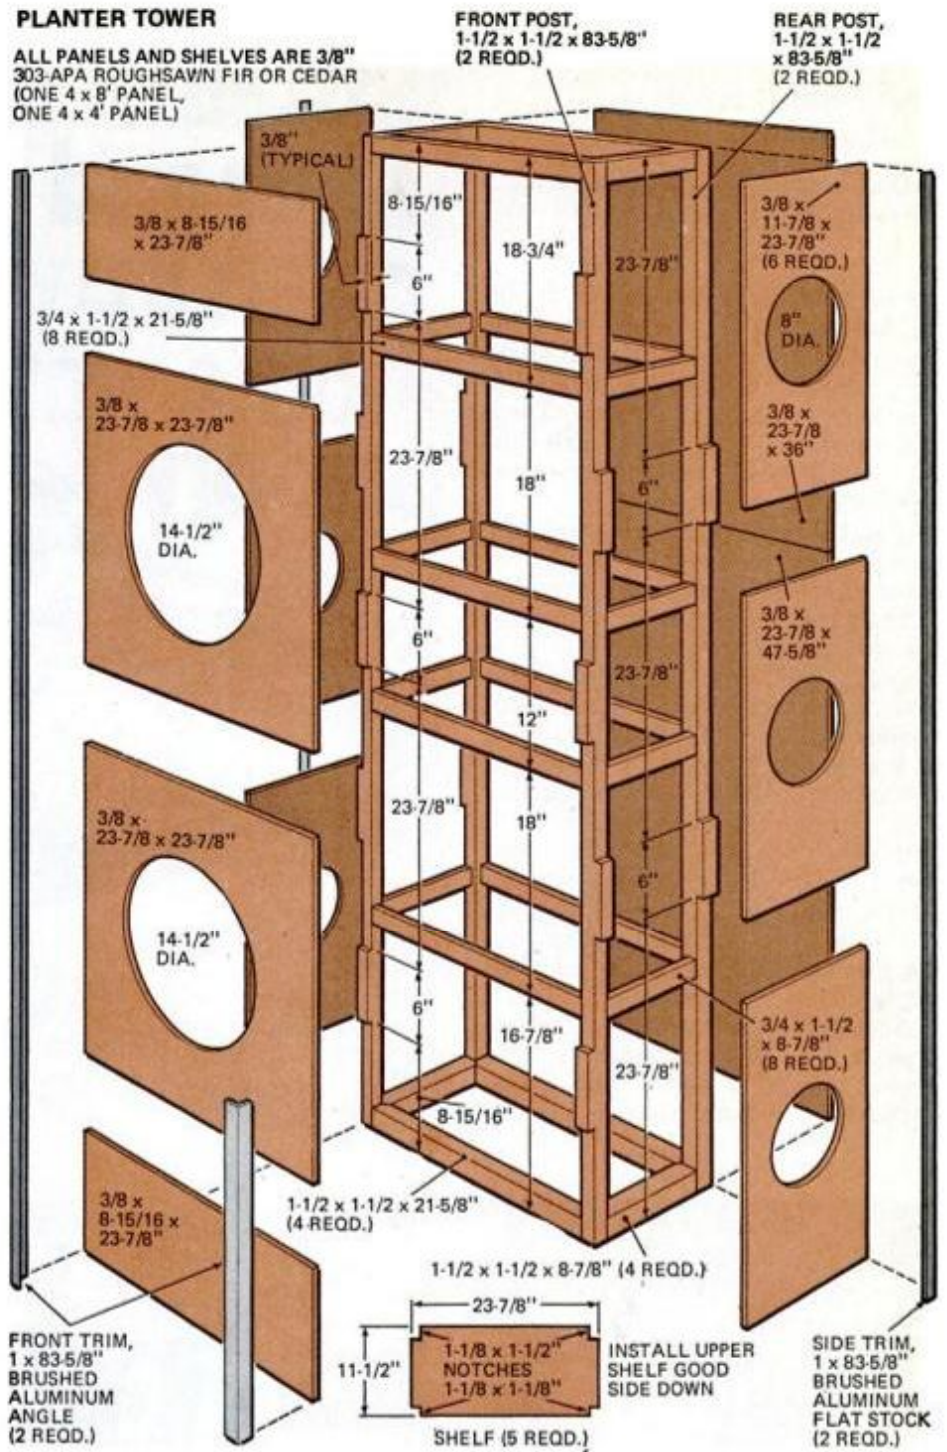 PLANTER TOWER
ALL PANELS AND SHELVES ARE 3/8"
303-APA ROUGHSAWN FIR OR CEDAR
(ONE 4 x 8' PANEL,
ONE 4 x 4' PANEL)
FRONT POST,
1-1/2 x 1-1/2 x 83-5/8"
(2 REQD.)
REAR POST,
1-1/2 x 1-1/2
x 83-5/8"
(2 REQD.)
3/8"
(TYPICAL)
3/8 x 8-15/16
x 23-7/8"
8-15/16"
18-3/4"
23-7/8"
6"
3/8 x
11-7/8 x
23-7/8"
(6 REQD.)
8"
DIA.
3/4 x 1-1/2 x 21-5/8"
(8 REQD.)
3/8 x
23-7/8 x 23-7/8"
14-1/2"
DIA.
23-7/8"
18"
6"
3/8 x
23-7/8
x 36"
6"
12"
23-7/8"
3/8 x
23-7/8 x
47-5/8"
3/8 x
23-7/8 x 23-7/8"
14-1/2"
DIA.
23-7/8"
18"
6"
6"
16-7/8"
23-7/8"
3/4 x 1-1/2
x 8-7/8"
(8 REQD.)
8-15/16"
3/8 x
8-15/16 x
23-7/8"
1-1/2 x 1-1/2 x 21-5/8"
(4 REQD.)
1-1/2 x 1-1/2 x 8-7/8" (4 REQD.)
FRONT TRIM,
1 x 83-5/8"
BRUSHED
ALUMINUM
ANGLE
(2 REQD.)
23-7/8"
11-1/2"
1-1/8 x 1-1/2"
NOTCHES
1-1/8 x 1-1/8"
INSTALL UPPER
SHELF GOOD
SIDE DOWN
SHELF (5 REQD.)
SIDE TRIM,
1 x 83-5/8"
BRUSHED
ALUMINUM
FLAT STOCK
(2 REQD.)